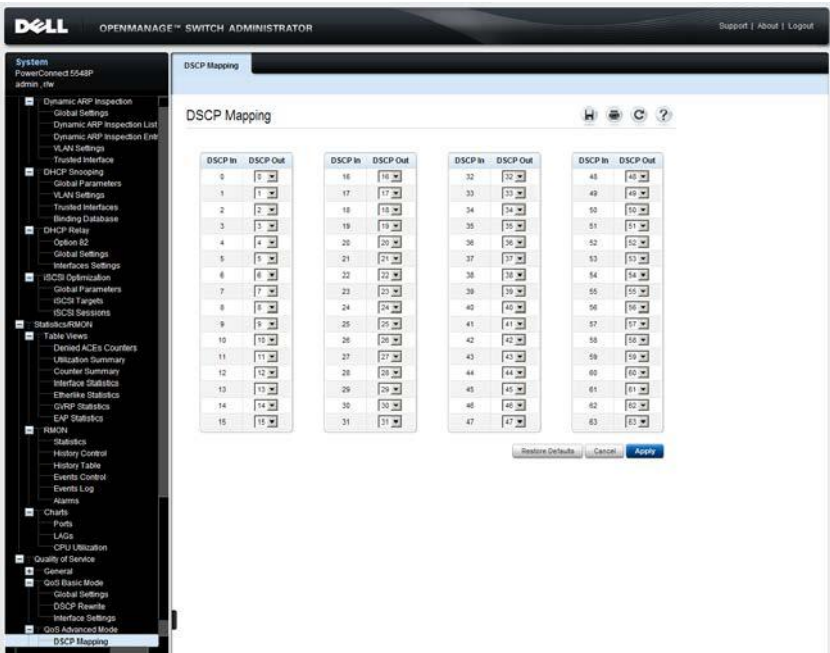 DELL OPENMANAGE™ SWITCH ADMINISTRATOR Support | About | Logout
System
PowerConnect 5548P
admin , r/w
Dynamic ARP Inspection
Global Settings
Dynamic ARP Inspection List
Dynamic ARP Inspection Entr
VLAN Settings
Trusted Interface
DHCP Snooping
Global Parameters
VLAN Settings
Trusted Interfaces
Binding Database
DHCP Relay
Option 82
Global Settings
Interfaces Settings
iSCSI Optimization
Global Parameters
iSCSI Targets
iSCSI Sessions
Statistics/RMON
Table Views
Denied ACEs Counters
Utilization Summary
Counter Summary
Interface Statistics
Etherlike Statistics
GVRP Statistics
EAP Statistics
RMON
Statistics
History Control
History Table
Events Control
Events Log
Alarms
Charts
Ports
LAGs
CPU Utilization
Quality of Service
General
QoS Basic Mode
Global Settings
DSCP Rewrite
Interface Settings
QoS Advanced Mode
DSCP Mapping
DSCP Mapping
DSCP Mapping
DSCP In DSCP Out DSCP In DSCP Out DSCP In DSCP Out DSCP In DSCP Out
0 0 16 16 32 32 48 48
1 1 17 17 33 33 49 49
2 2 18 18 34 34 50 50
3 3 19 19 35 35 51 51
4 4 20 20 36 36 52 52
5 5 21 21 37 37 53 53
6 6 22 22 38 38 54 54
7 7 23 23 39 39 55 55
8 8 24 24 40 40 56 56
9 9 25 25 41 41 57 57
10 10 26 26 42 42 58 58
11 11 27 27 43 43 59 59
12 12 28 28 44 44 60 60
13 13 29 29 45 45 61 61
14 14 30 30 46 46 62 62
15 15 31 31 47 47 63 63
Restore Defaults Cancel Apply